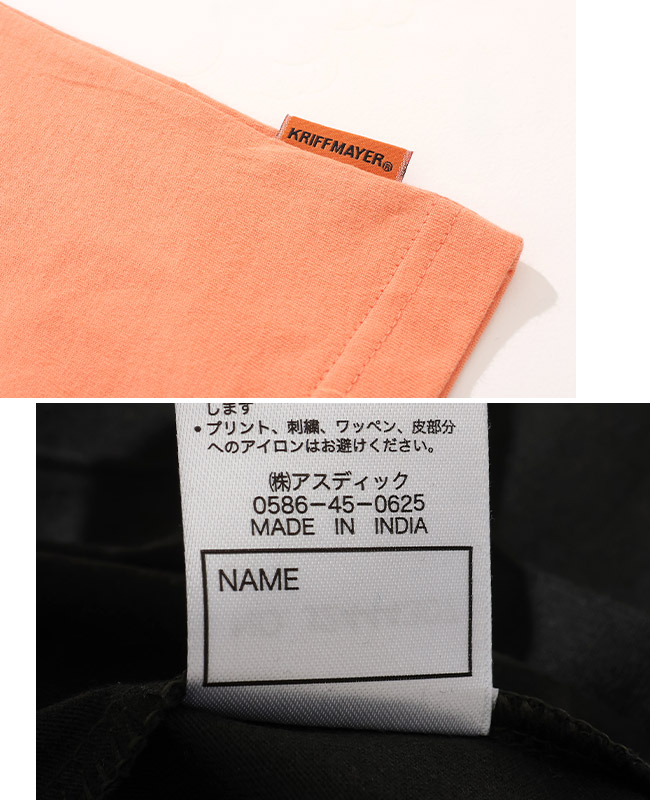 KRIFFMAYER®
します
•プリント、刺繍、ワッペン、皮部分
へのアイロンはお避けください。
㈱アスディック
0586-45-0625
MADE IN INDIA
NAME